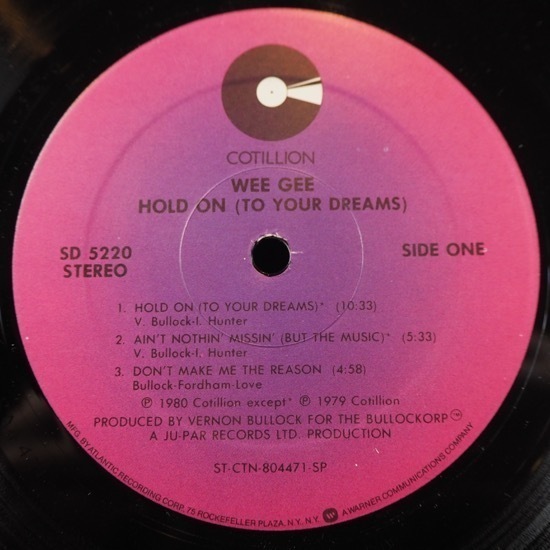 COTILLION
WEE GEE
HOLD ON (TO YOUR DREAMS)
SD 5220
STEREO
SIDE ONE
1. HOLD ON (TO YOUR DREAMS)* (10:33)
V. Bullock-I. Hunter
2. AIN'T NOTHIN' MISSIN' (BUT THE MUSIC)* (5:33)
V. Bullock-I. Hunter
3. DON'T MAKE ME THE REASON (4:58)
Bullock-Fordham-Love
℗ 1980 Cotillion except* ℗ 1979 Cotillion
PRODUCED BY VERNON BULLOCK FOR THE BULLOCKORP™
A JU-PAR RECORDS LTD. PRODUCTION
ST-CTN-804471-SP
MFG. BY ATLANTIC RECORDING CORP. 75 ROCKEFELLER PLAZA, N.Y. N.Y. A WARNER COMMUNICATIONS COMPANY